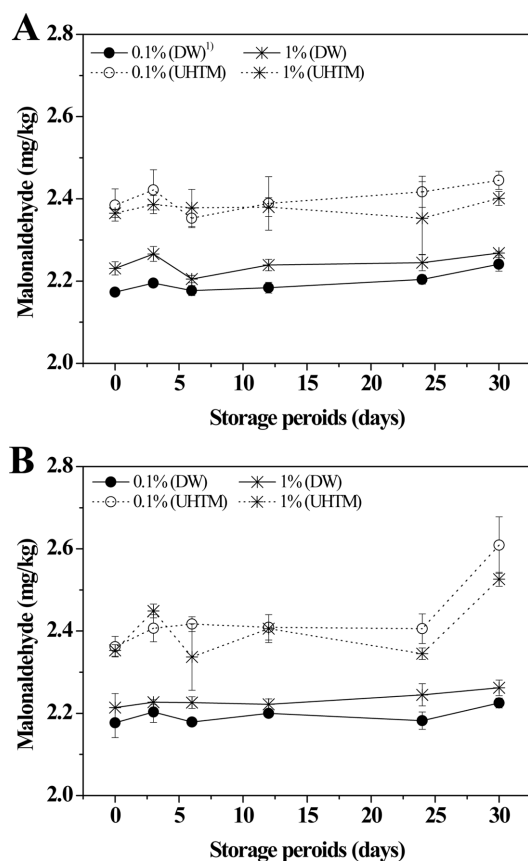 A
2.8
0.1% (DW)1) 1% (DW)
0.1% (UHTM) 1% (UHTM)
2.6
2.4
2.2
2.0
Malonaldehyde (mg/kg)
0 5 10 15 20 25 30
Storage peroids (days)
B
2.8
0.1% (DW) 1% (DW)
0.1% (UHTM) 1% (UHTM)
2.6
2.4
2.2
2.0
Malonaldehyde (mg/kg)
0 5 10 15 20 25 30
Storage peroids (days)